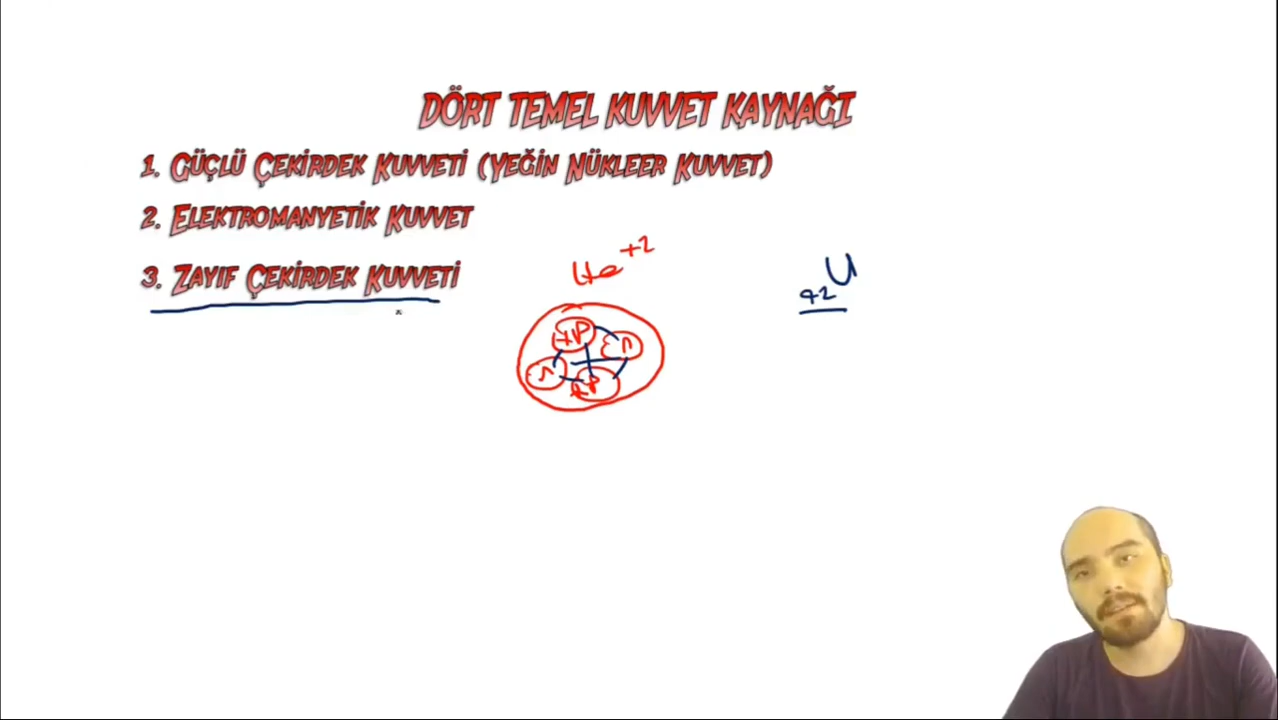 DÖRT TEMEL KUVVET KAYNAĞI
1. GÜÇLÜ ÇEKİRDEK KUVVETİ (YEĞİN NÜKLEER KUVVET)
2. ELEKTROMANYETİK KUVVET
3. ZAYIF ÇEKİRDEK KUVVETİ
He+2
92U
+P
n
n
+P